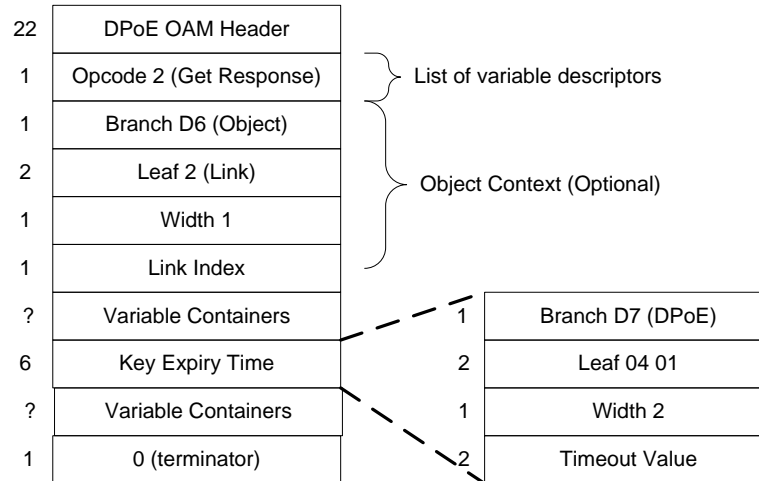 22 DPoE OAM Header
1 Opcode 2 (Get Response) List of variable descriptors
1 Branch D6 (Object)
2 Leaf 2 (Link)
Object Context (Optional)
1 Width 1
1 Link Index
? Variable Containers
1 Branch D7 (DPoE)
6 Key Expiry Time
2 Leaf 04 01
? Variable Containers
1 Width 2
1 0 (terminator)
2 Timeout Value